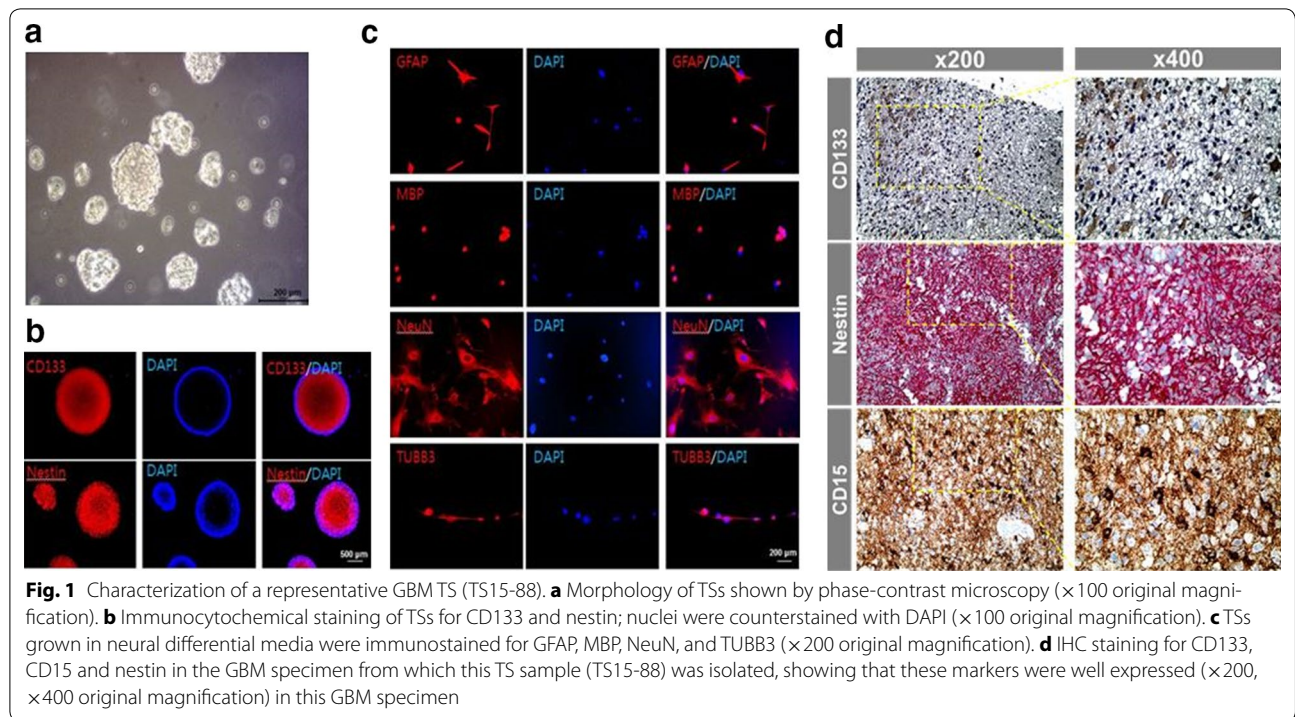 a
200 µm
b
CD133
DAPI
CD133/DAPI
Nestin
DAPI
Nestin/DAPI
500 µm
c
GFAP
DAPI
GFAP/DAPI
MBP
DAPI
MBP/DAPI
NeuN
DAPI
NeuN/DAPI
TUBB3
DAPI
TUBB3/DAPI
200 µm
d
x200
x400
CD133
Nestin
CD15
Fig. 1 Characterization of a representative GBM TS (TS15-88). a Morphology of TSs shown by phase-contrast microscopy (×100 original magni-
fication). b Immunocytochemical staining of TSs for CD133 and nestin; nuclei were counterstained with DAPI (×100 original magnification). c TSs
grown in neural differential media were immunostained for GFAP, MBP, NeuN, and TUBB3 (×200 original magnification). d IHC staining for CD133,
CD15 and nestin in the GBM specimen from which this TS sample (TS15-88) was isolated, showing that these markers were well expressed (×200,
×400 original magnification) in this GBM specimen